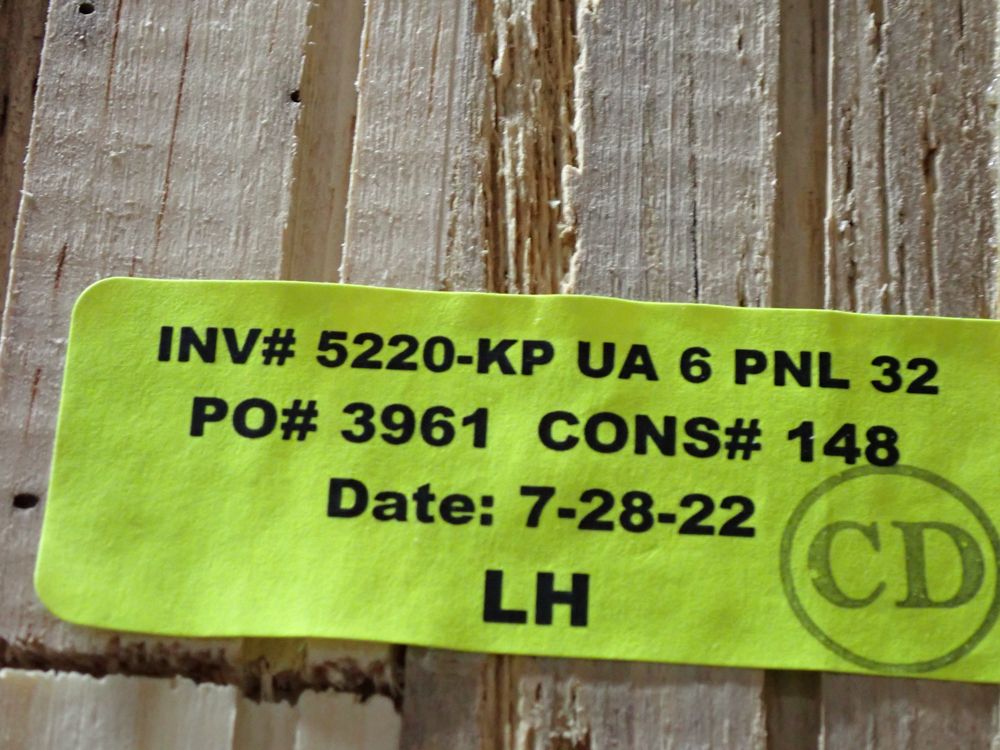 INV# 5220-KP UA 6 PNL 32
PO# 3961 CONS# 148
Date: 7-28-22
LH
CD